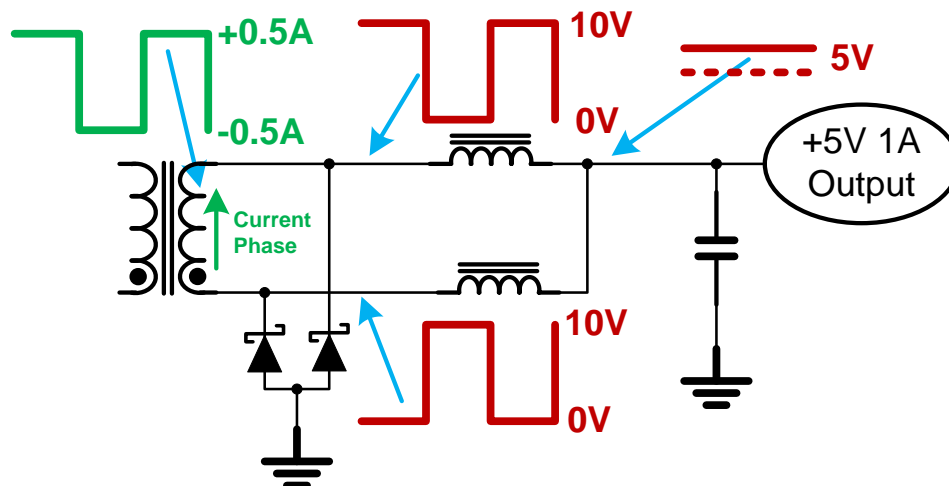 +0.5A
-0.5A
10V
0V
5V
+5V 1A
Output
Current
Phase
10V
0V